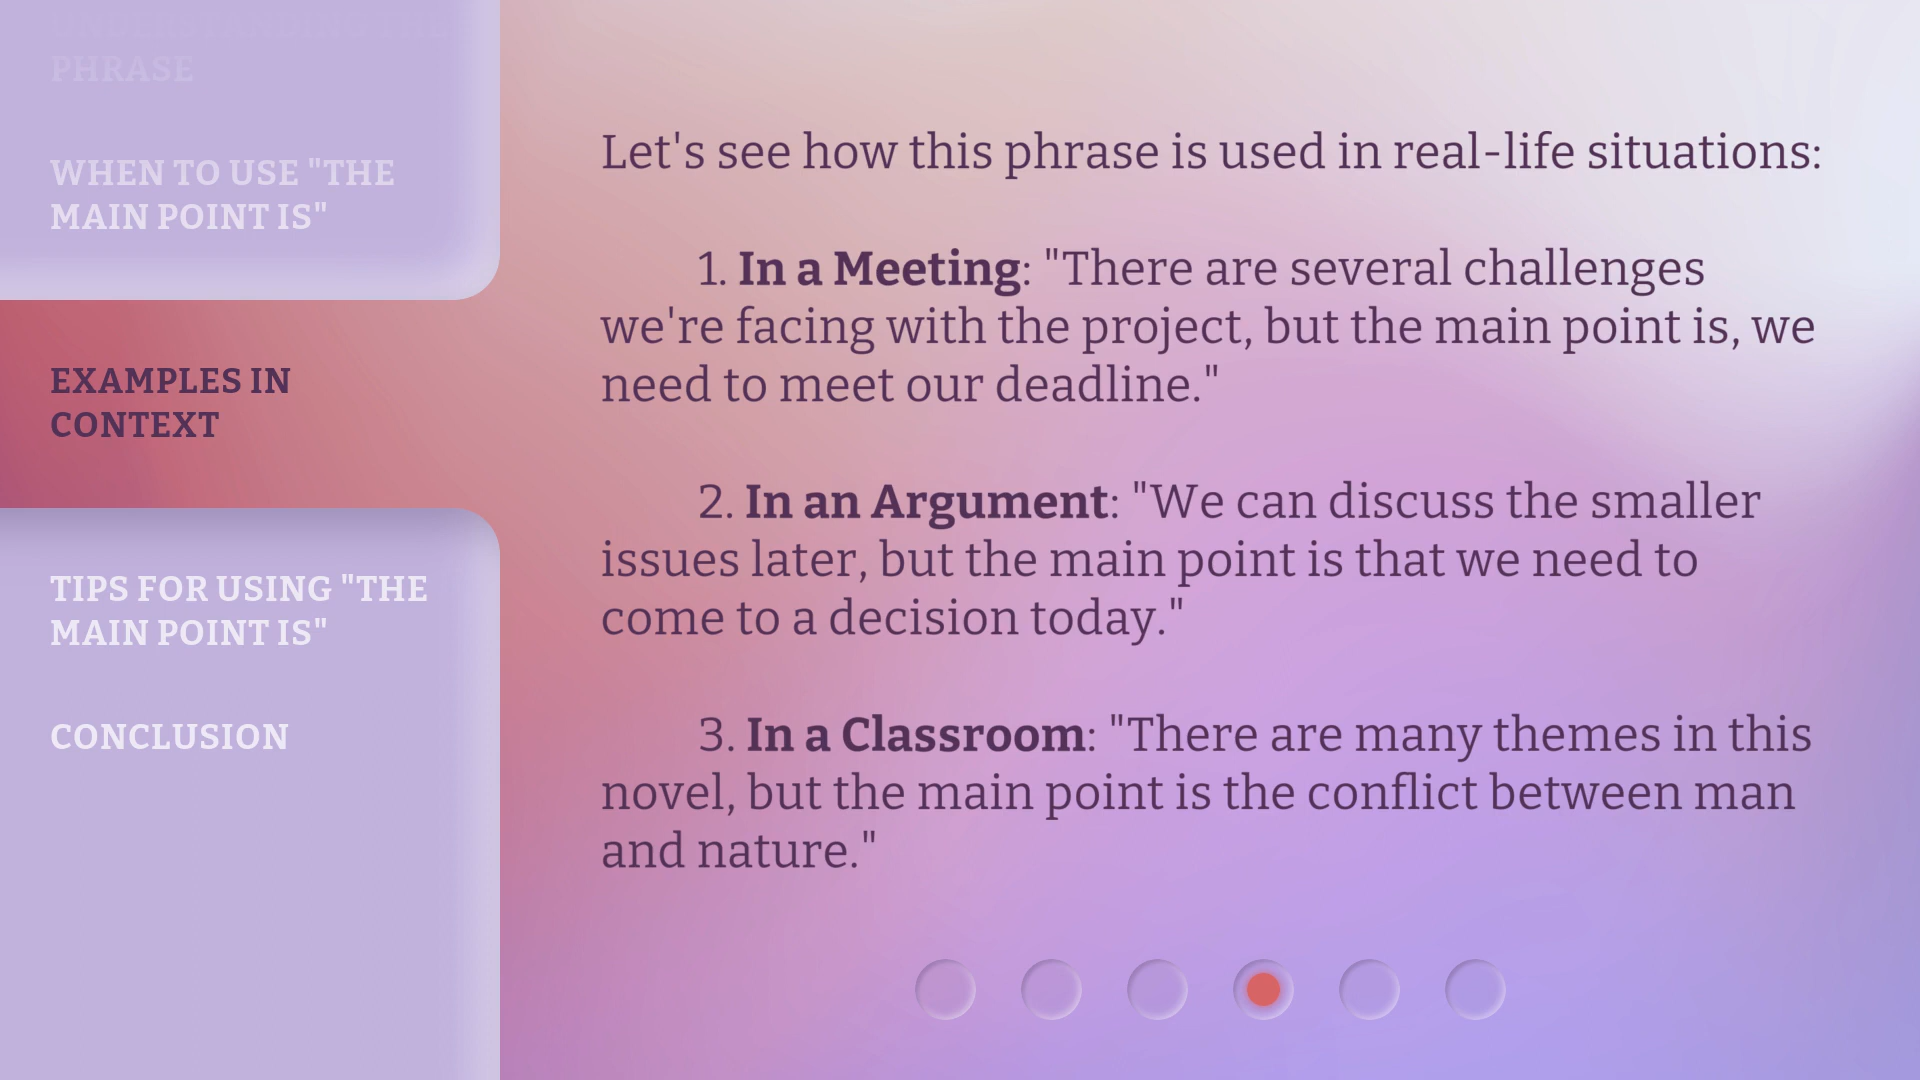 UNDERSTANDING THE
PHRASE
WHEN TO USE "THE
MAIN POINT IS"
EXAMPLES IN
CONTEXT
TIPS FOR USING "THE
MAIN POINT IS"
CONCLUSION
Let's see how this phrase is used in real-life situations:
1. In a Meeting: "There are several challenges
we're facing with the project, but the main point is, we
need to meet our deadline."
2. In an Argument: "We can discuss the smaller
issues later, but the main point is that we need to
come to a decision today."
3. In a Classroom: "There are many themes in this
novel, but the main point is the conflict between man
and nature."